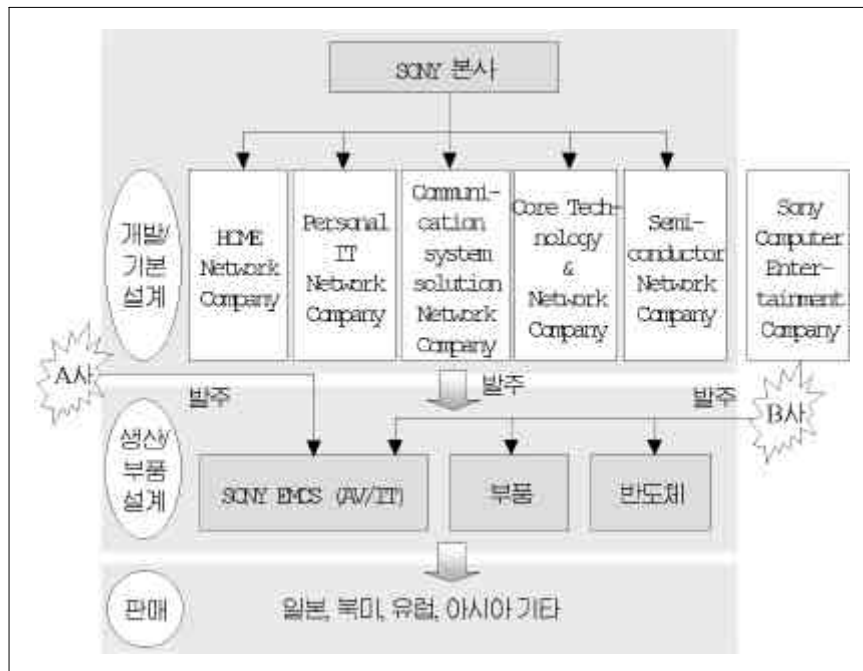 SONY 본사
개발/
기본
설계
HOME
Network
Company
Personal
IT
Network
Company
Communi-
cation
system
solution
Network
Company
Core Tech-
nology
&
Network
Company
Semi-
conductor
Network
Company
Sony
Computer
Enter-
tainment
Company
A사
발주
발주
발주
B사
생산/
부품
설계
SONY EMCS (AV/IT)
부품
반도체
판매
일본, 북미, 유럽, 아시아 기타